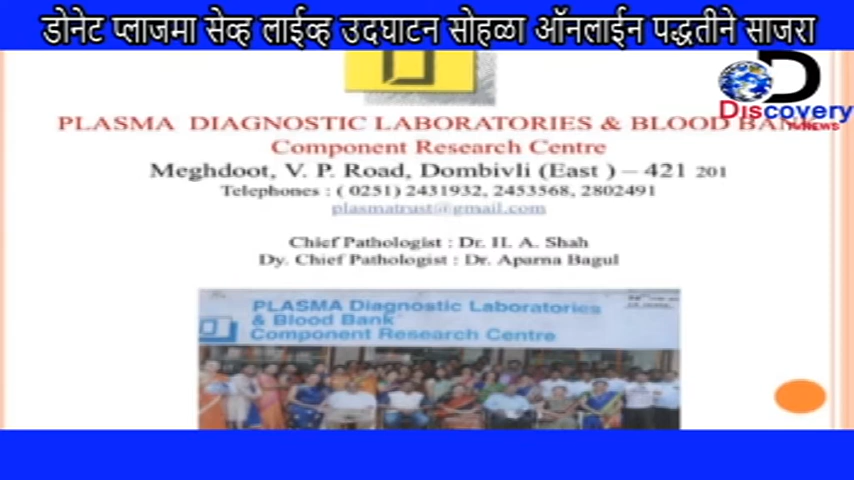 डोनेट प्लाजमा सेव्ह लाईव्ह उदघाटन सोहळा ऑनलाईन पद्धतीने साजरा
D
Discovery
NEWS
PLASMA DIAGNOSTIC LABORATORIES & BLOOD BANK
Component Research Centre
Meghdoot, V. P. Road, Dombivli (East ) – 421 201
Telephones : ( 0251) 2431932, 2453568, 2802491
plasmatrust@gmail.com
Chief Pathologist : Dr. H. A. Shah
Dy. Chief Pathologist : Dr. Aparna Bagul
PLASMA Diagnostic Laboratories
& Blood Bank
Component Research Centre